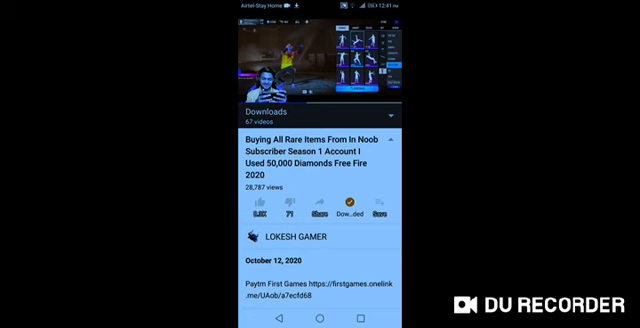 Airtel-Stay Home
12:41 PM
Downloads
67 videos
Buying All Rare Items From In Noob
Subscriber Season 1 Account I
Used 50,000 Diamonds Free Fire
2020
28,787 views
71 Share Dow...ded Save
LOKESH GAMER
October 12, 2020
Paytm First Games https://firstgames.onelink
.me/UAob/a7ecfd68
DU RECORDER